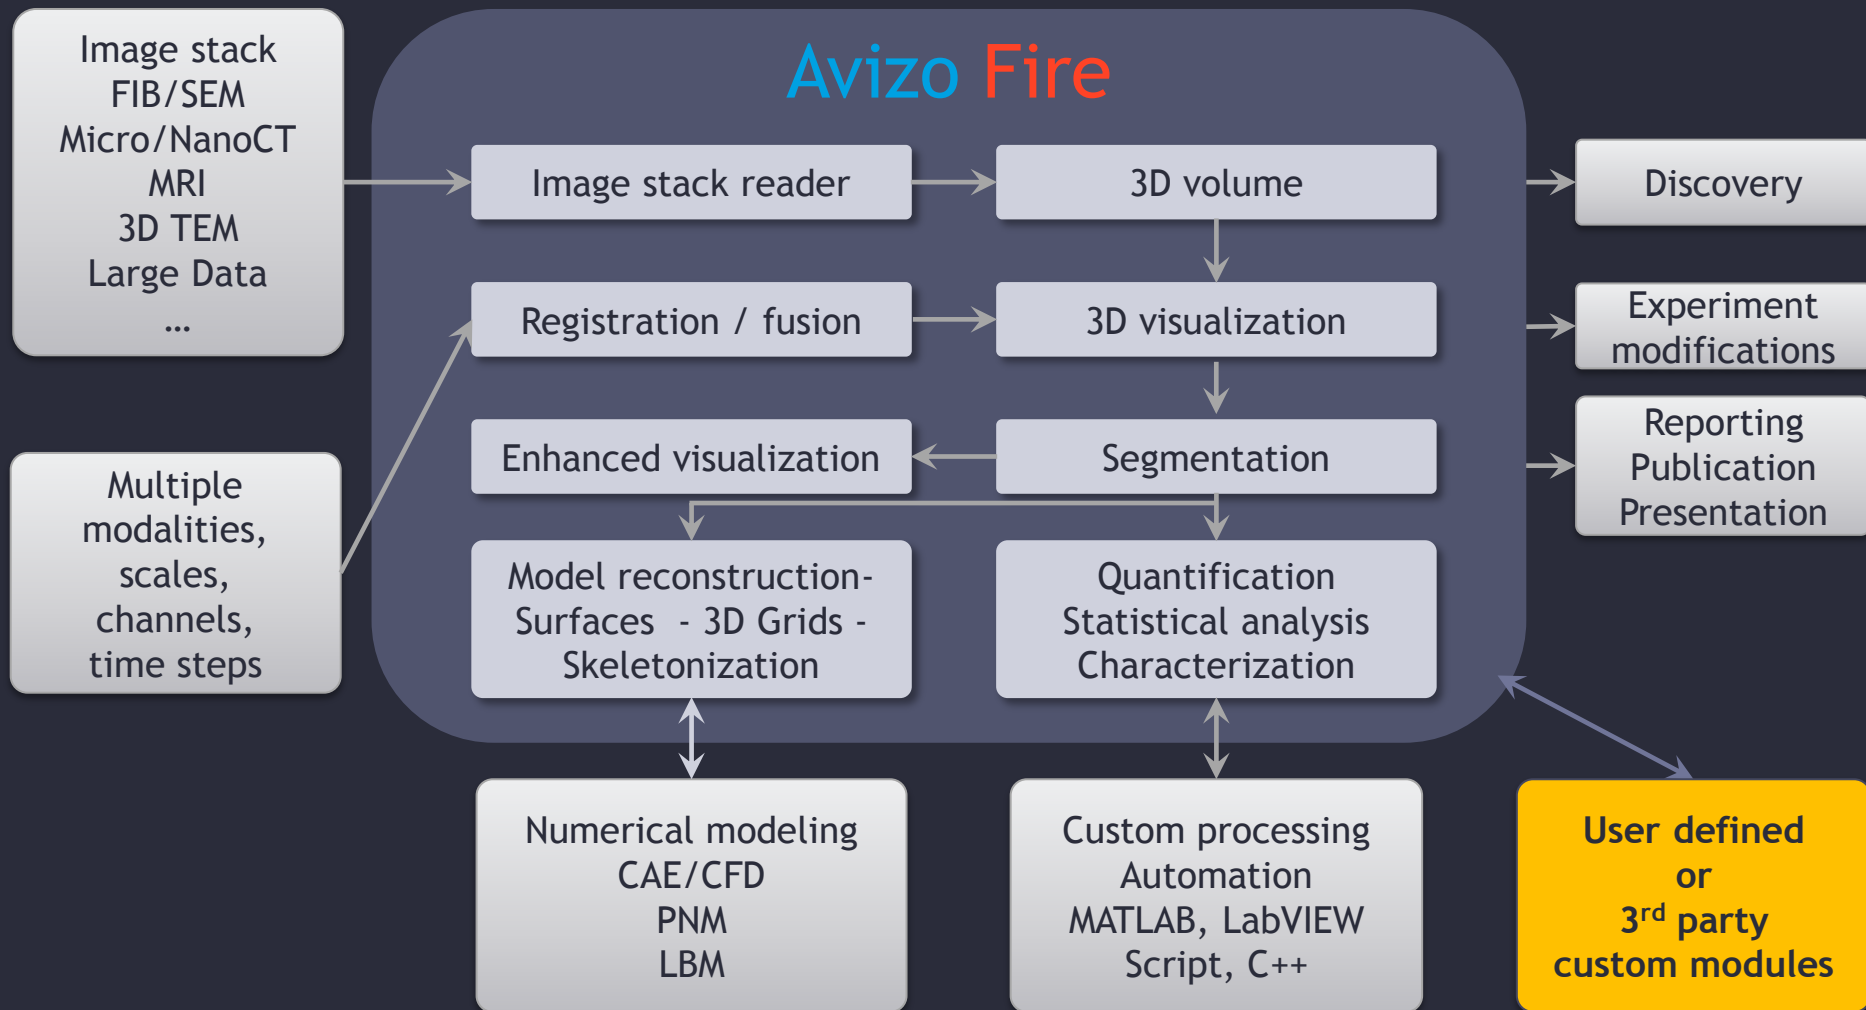 Avizo Fire
Image stack
FIB/SEM
Micro/NanoCT
MRI
3D TEM
Large Data
...
Multiple
modalities,
scales,
channels,
time steps
Image stack reader
3D volume
Registration / fusion
3D visualization
Enhanced visualization
Segmentation
Model reconstruction-
Surfaces - 3D Grids -
Skeletonization
Quantification
Statistical analysis
Characterization
Discovery
Experiment
modifications
Reporting
Publication
Presentation
Numerical modeling
CAE/CFD
PNM
LBM
Custom processing
Automation
MATLAB, LabVIEW
Script, C++
User defined
or
3rd party
custom modules